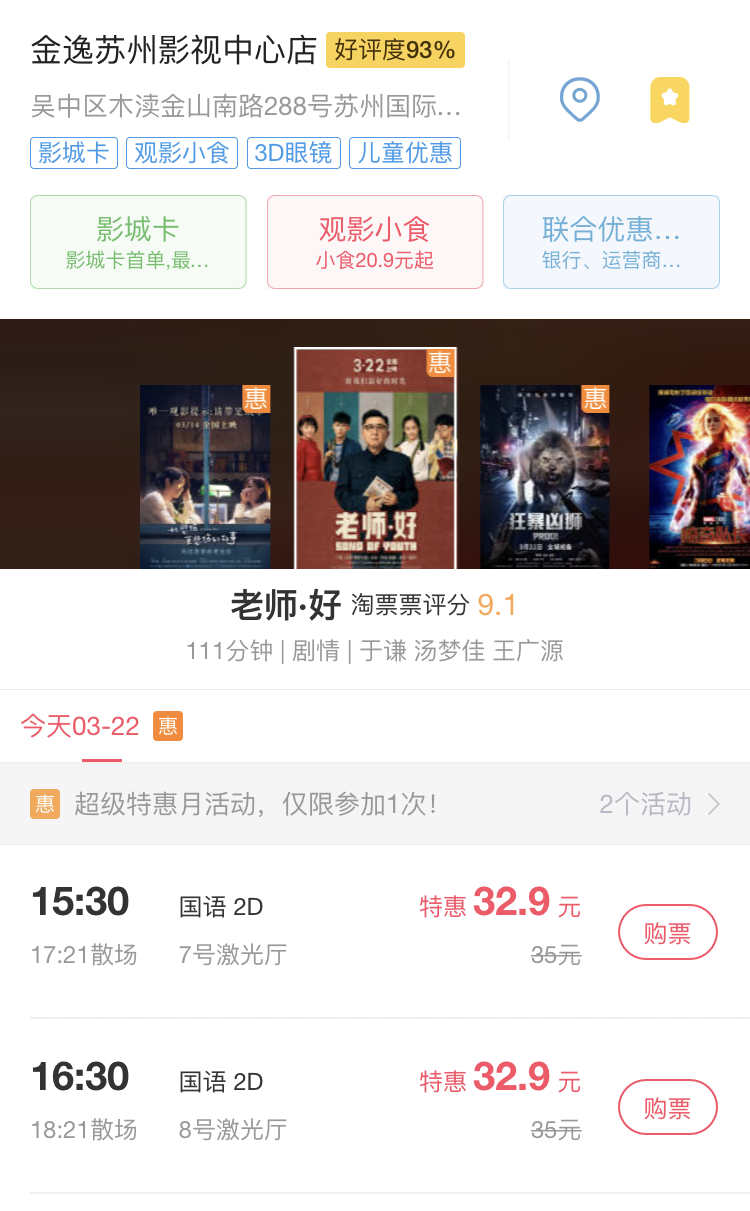 金逸苏州影视中心店 好评度93%
吴中区木渎金山南路288号苏州国际...
影城卡 观影小食 3D眼镜 儿童优惠
影城卡 观影小食 联合优惠...
影城卡首单,最... 小食20.9元起 银行、运营商...
惠 惠 惠
3·22
老师·好
SONG OF YOUTH
03/14 全国上映
狂暴凶狮
PRIDE!
老师·好 淘票票评分 9.1
111分钟 | 剧情 | 于谦 汤梦佳 王广源
今天03-22 惠
惠 超级特惠月活动，仅限参加1次！ 2个活动
15:30 国语 2D 特惠 32.9 元 购票
17:21散场 7号激光厅 35元
16:30 国语 2D 特惠 32.9 元 购票
18:21散场 8号激光厅 35元